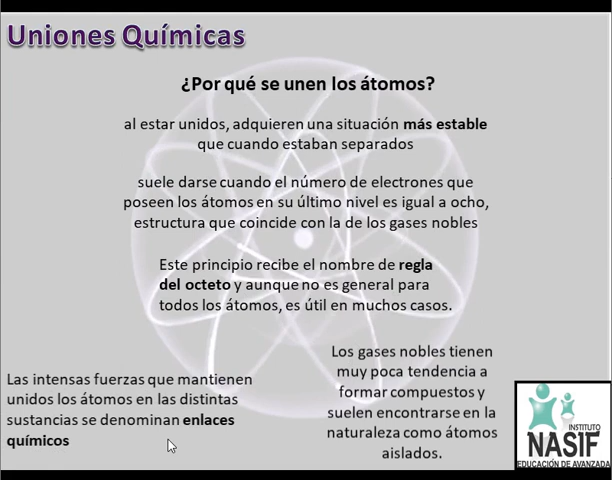 Uniones Químicas
¿Por qué se unen los átomos?
al estar unidos, adquieren una situación más estable
que cuando estaban separados
suele darse cuando el número de electrones que
poseen los átomos en su último nivel es igual a ocho,
estructura que coincide con la de los gases nobles
Este principio recibe el nombre de regla
del octeto y aunque no es general para
todos los átomos, es útil en muchos casos.
Las intensas fuerzas que mantienen
unidos los átomos en las distintas
sustancias se denominan enlaces
químicos
Los gases nobles tienen
muy poca tendencia a
formar compuestos y
suelen encontrarse en la
naturaleza como átomos
aislados.
INSTITUTO
NASIF
EDUCACIÓN DE AVANZADA